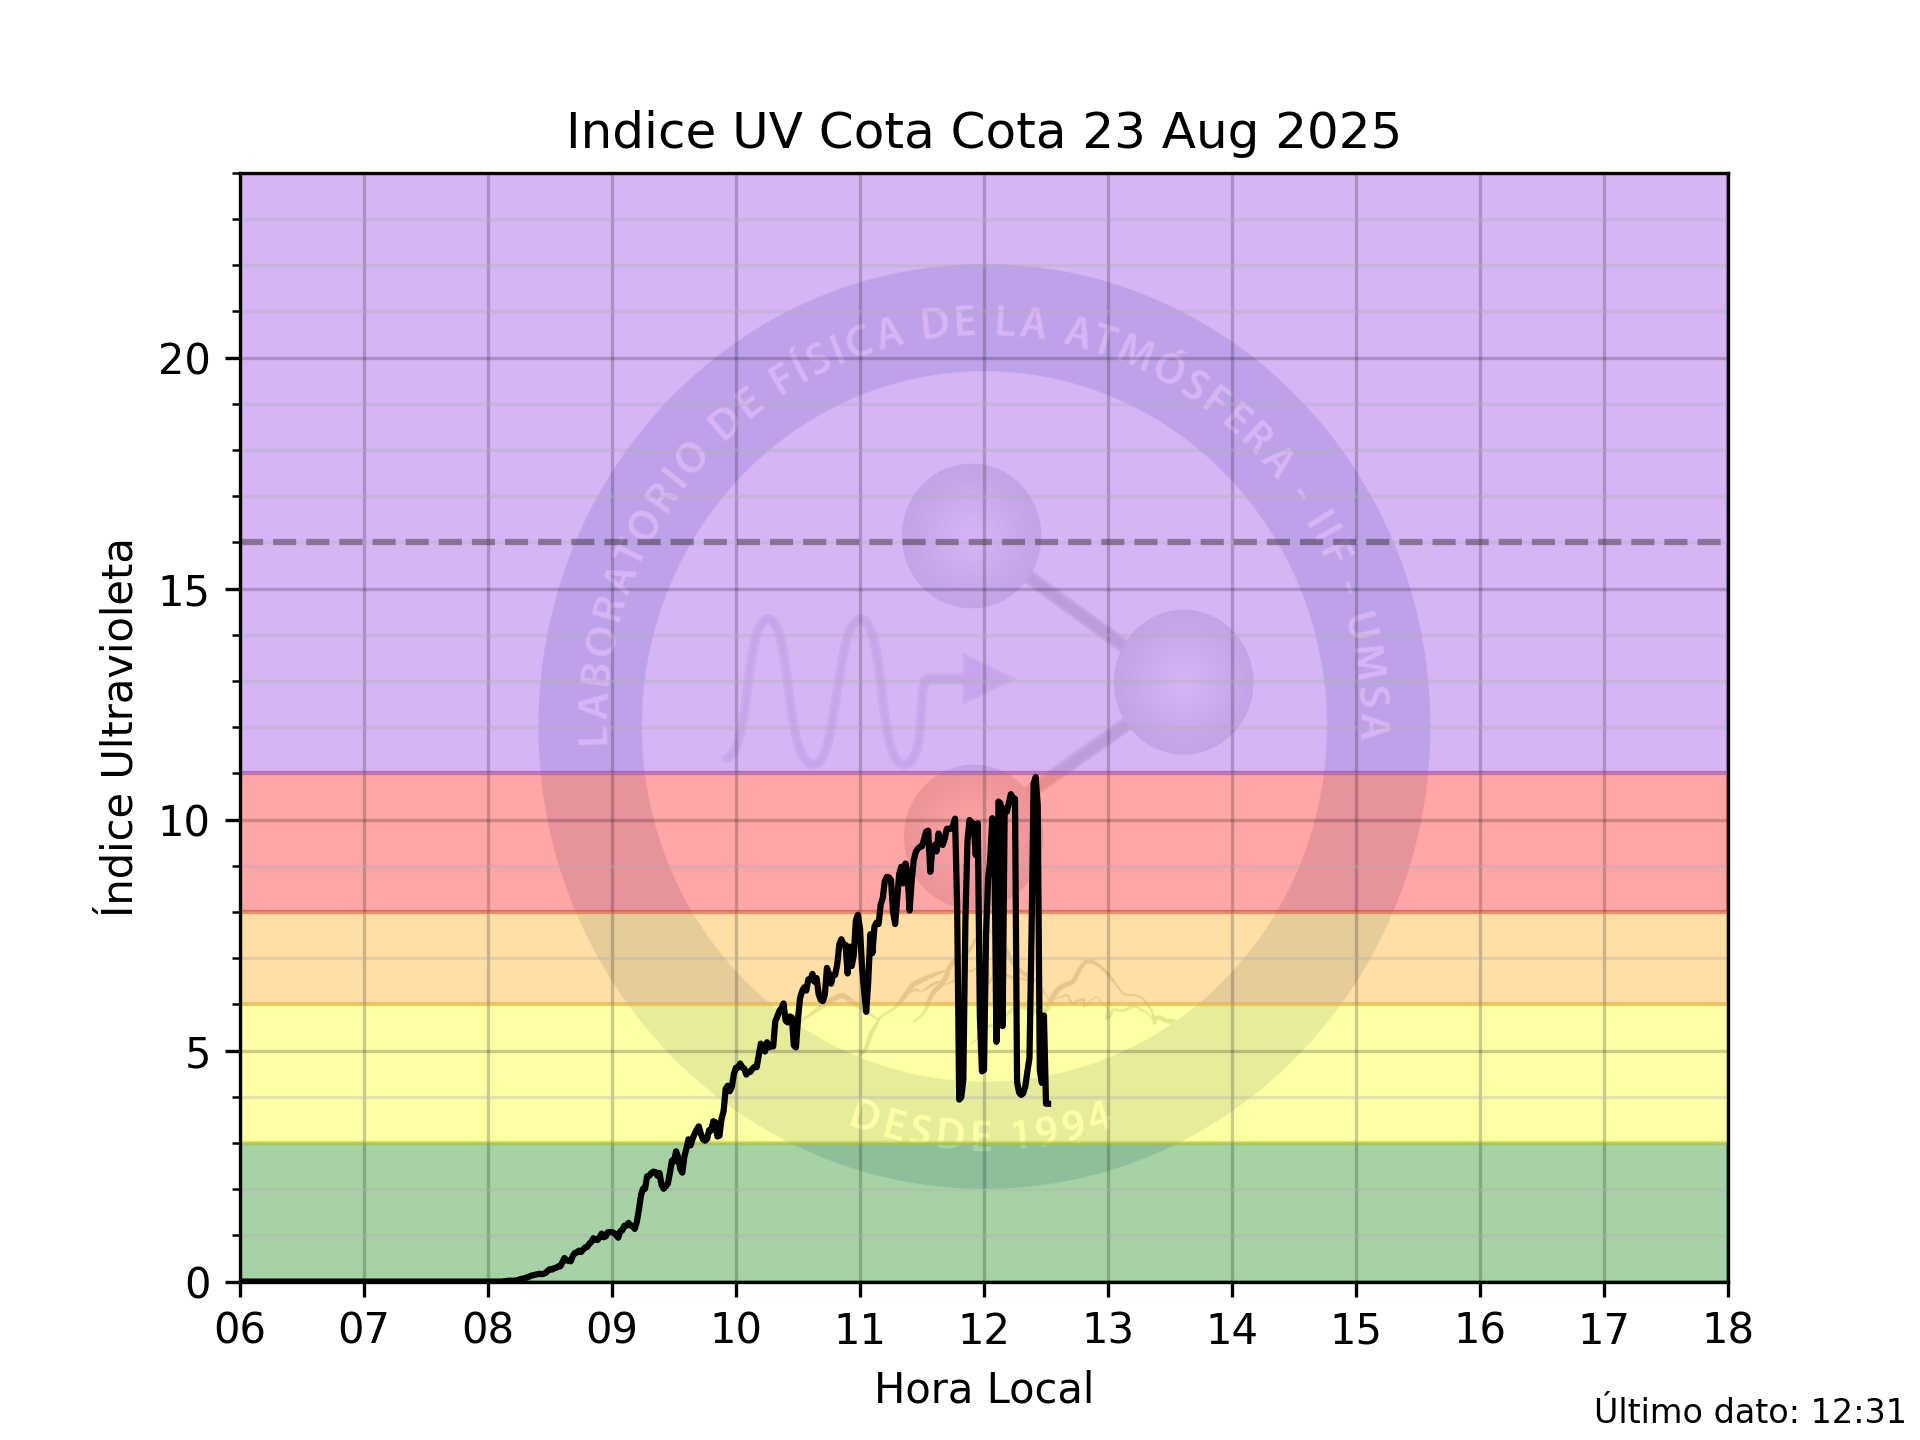 Indice UV Cota Cota 23 Aug 2025
Índice Ultravioleta
20
15
10
5
0
LABORATORIO DE FÍSICA DE LA ATMÓSFERA - IIF - UMSA
DESDE 1994
06 07 08 09 10 11 12 13 14 15 16 17 18
Hora Local
Último dato: 12:31